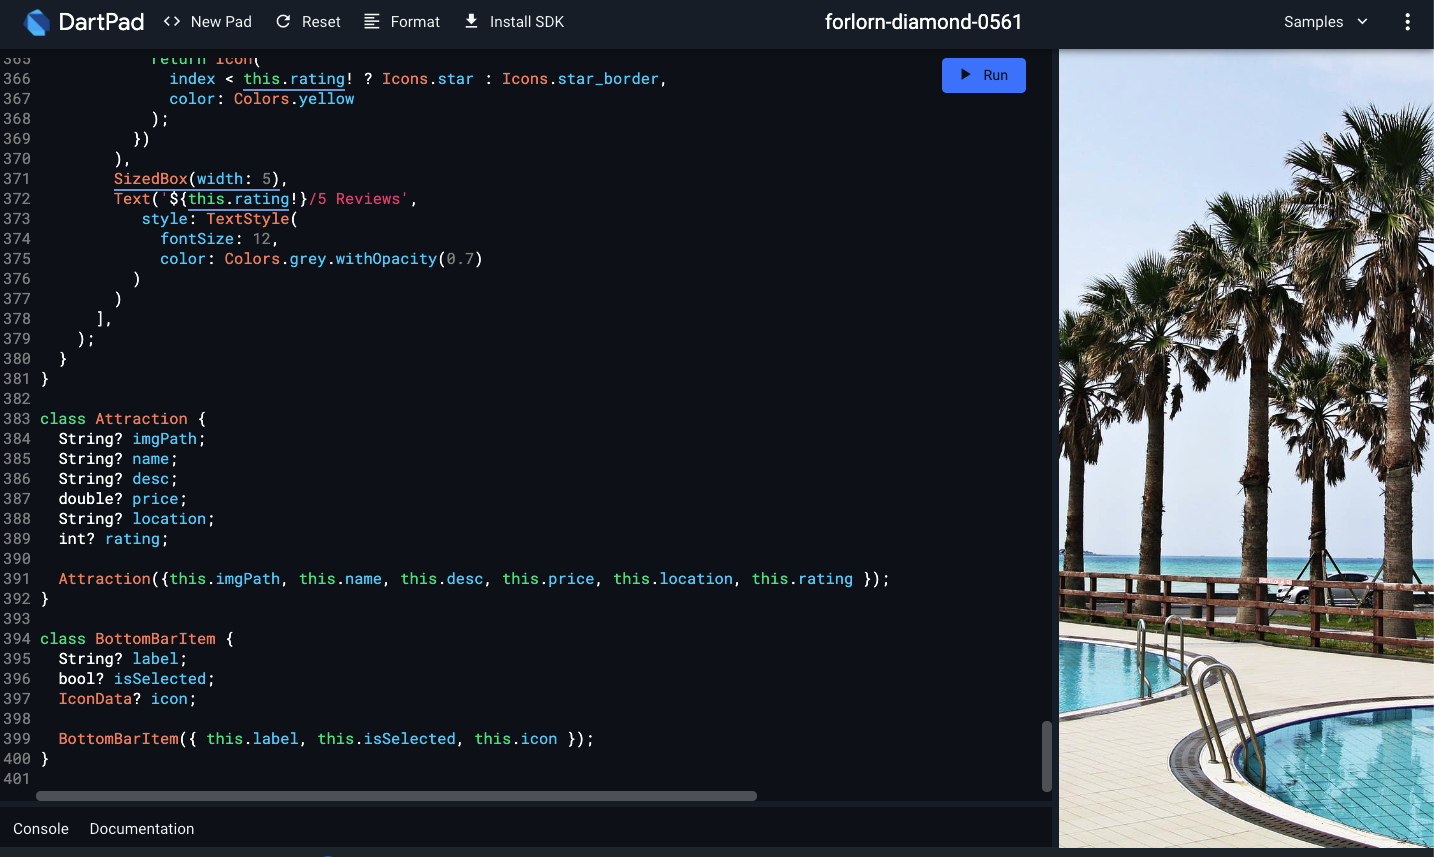 DartPad
<> New Pad
Reset
Format
Install SDK
forlorn-diamond-0561
Samples
365 return Icon(
366 index < this.rating! ? Icons.star : Icons.star_border,
367 color: Colors.yellow
368 );
369 })
370 ),
371 SizedBox(width: 5),
372 Text('${this.rating!}/5 Reviews',
373 style: TextStyle(
374 fontSize: 12,
375 color: Colors.grey.withOpacity(0.7)
376 )
377 )
378 ],
379 );
380 }
381 }
382
383 class Attraction {
384 String? imgPath;
385 String? name;
386 String? desc;
387 double? price;
388 String? location;
389 int? rating;
390
391 Attraction({this.imgPath, this.name, this.desc, this.price, this.location, this.rating });
392 }
393
394 class BottomBarItem {
395 String? label;
396 bool? isSelected;
397 IconData? icon;
398
399 BottomBarItem({ this.label, this.isSelected, this.icon });
400 }
401
Run
Console
Documentation